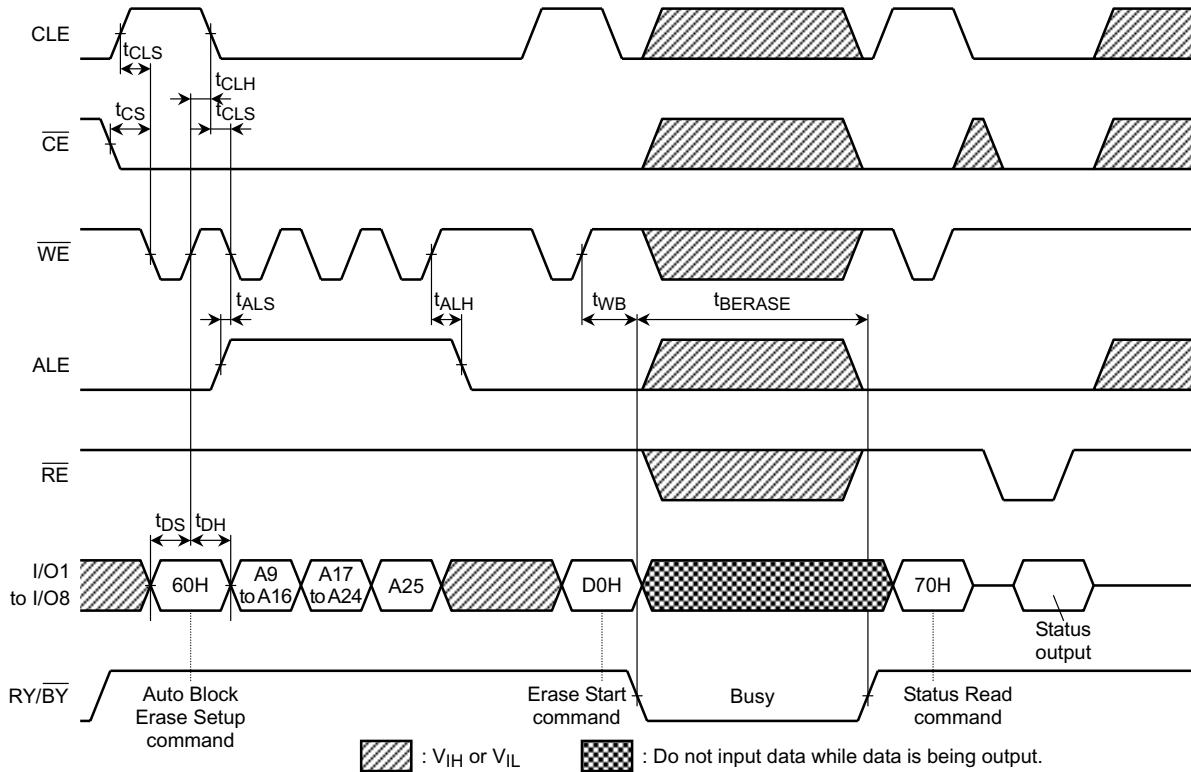 CLE
tCLS
tCLH
tCS
tCLS
CE
WE
tALS
tALH
tWB
tBERASE
ALE
RE
tDS
tDH
I/O1
to I/O8
60H
A9
to A16
A17
to A24
A25
D0H
70H
Status
output
RY/BY
Auto Block
Erase Setup
command
Erase Start
command
Busy
Status Read
command
: VIH or VIL
: Do not input data while data is being output.